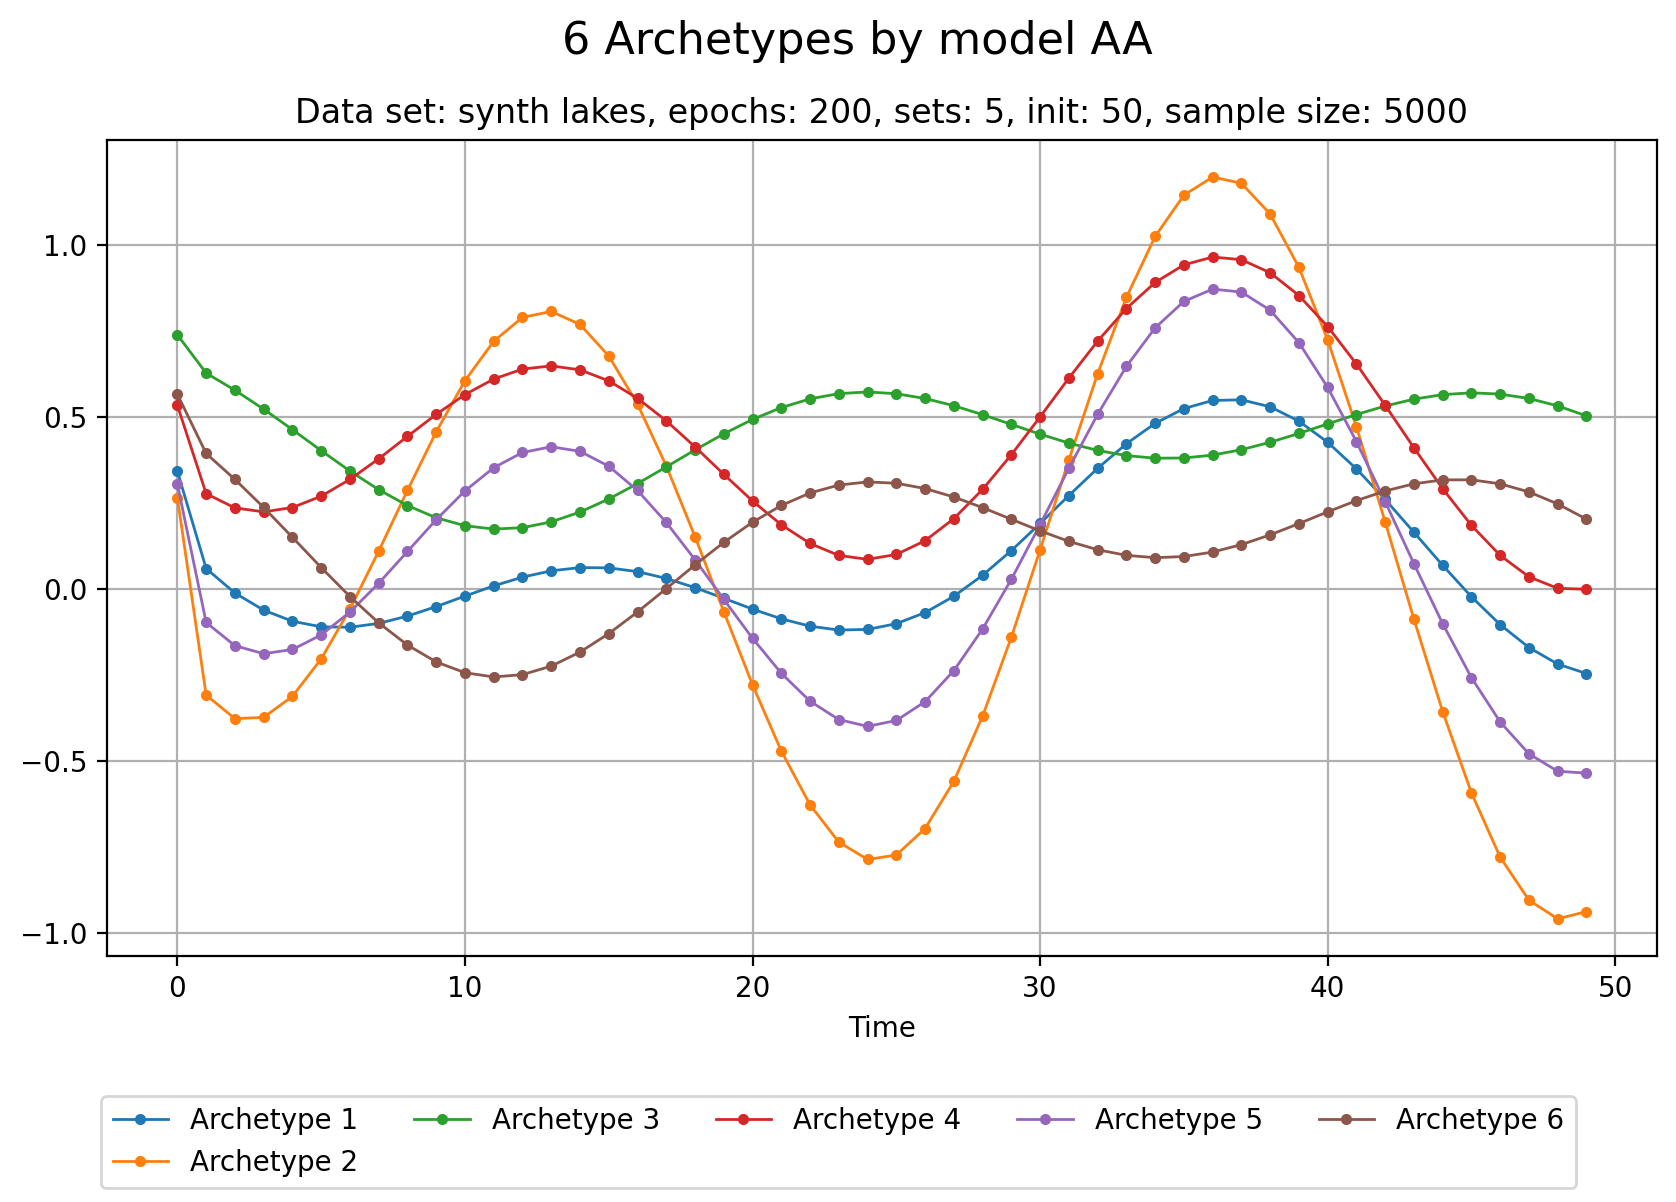 6 Archetypes by model AA
Data set: synth lakes, epochs: 200, sets: 5, init: 50, sample size: 5000
1.0
0.5
0.0
−0.5
−1.0
0 10 20 30 40 50
Time
Archetype 1 Archetype 3 Archetype 4 Archetype 5 Archetype 6
Archetype 2